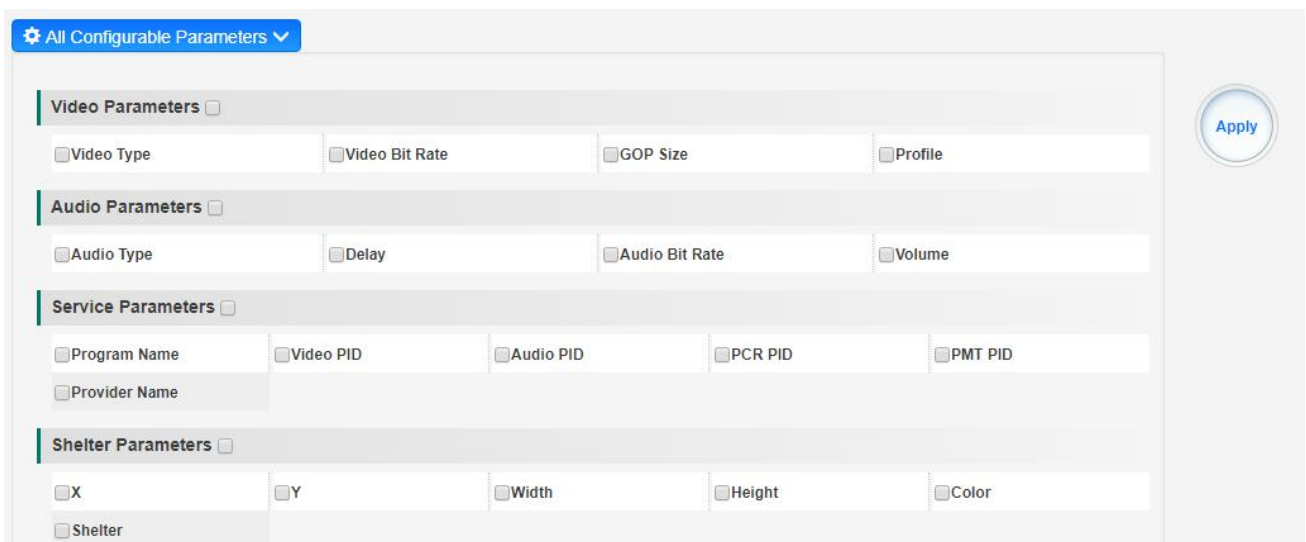 All Configurable Parameters
Video Parameters
Video Type Video Bit Rate GOP Size Profile
Apply
Audio Parameters
Audio Type Delay Audio Bit Rate Volume
Service Parameters
Program Name Video PID Audio PID PCR PID PMT PID
Provider Name
Shelter Parameters
X Y Width Height Color
Shelter